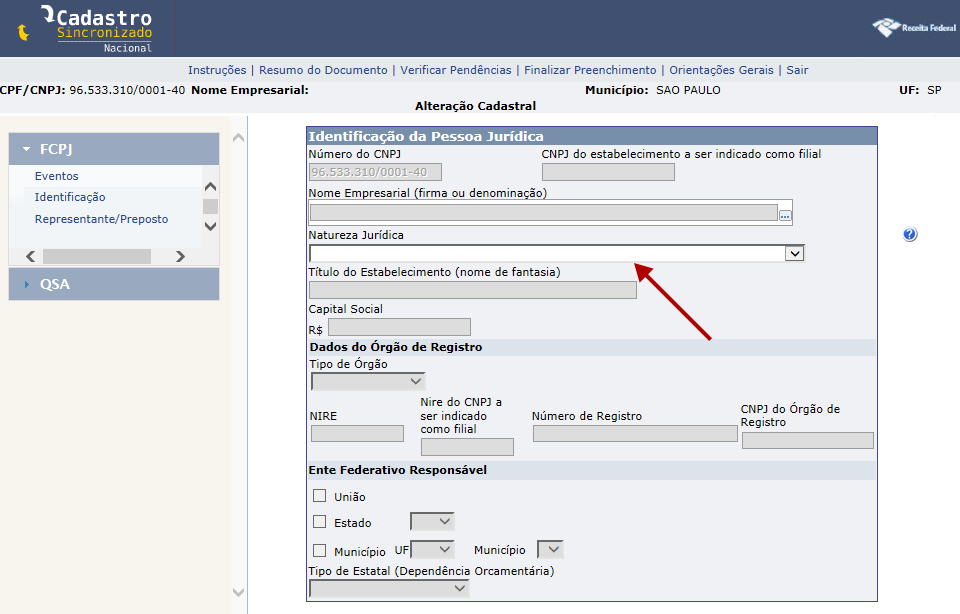 Cadastro
Sincronizado
Nacional
Receita Federal
Instruções | Resumo do Documento | Verificar Pendências | Finalizar Preenchimento | Orientações Gerais | Sair
CPF/CNPJ: 96.533.310/0001-40 Nome Empresarial: Município: SAO PAULO UF: SP
Alteração Cadastral
FCPJ
Eventos
Identificação
Representante/Preposto
QSA
Identificação da Pessoa Jurídica
Número do CNPJ CNPJ do estabelecimento a ser indicado como filial
96.533.310/0001-40
Nome Empresarial (firma ou denominação)
...
Natureza Jurídica
?
Título do Estabelecimento (nome de fantasia)
Capital Social
R$
Dados do Órgão de Registro
Tipo de Órgão
NIRE
Nire do CNPJ a
ser indicado
como filial
Número de Registro
CNPJ do Órgão de
Registro
Ente Federativo Responsável
União
Estado
Município UF Município
Tipo de Estatal (Dependência Orcamentária)